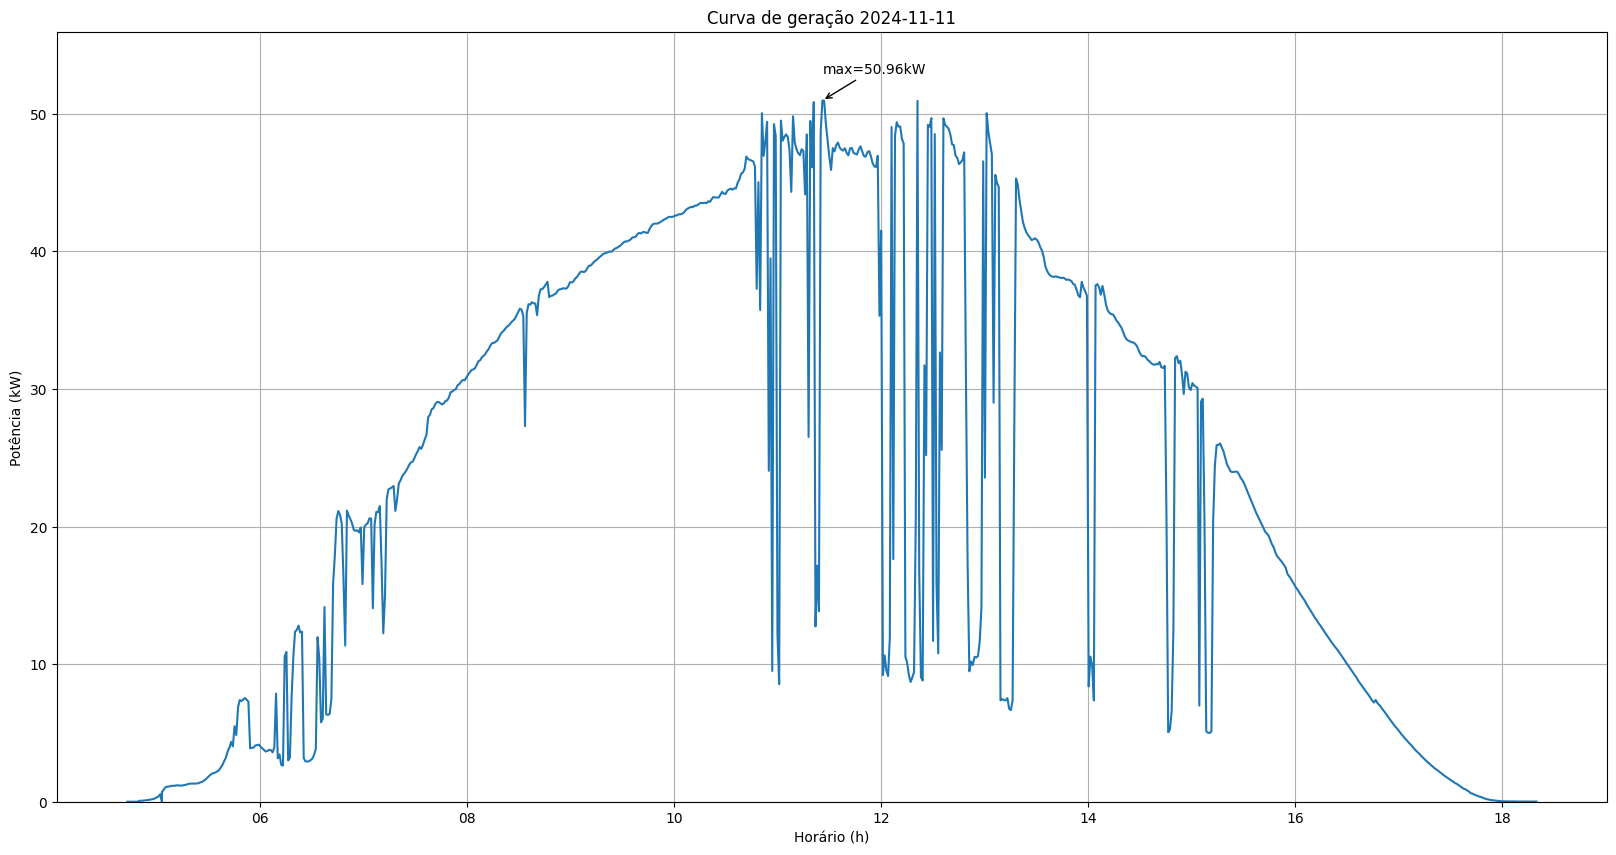 Curva de geração 2024-11-11
max=50.96kW
Potência (kW)
50
40
30
20
10
0
06 08 10 12 14 16 18
Horário (h)